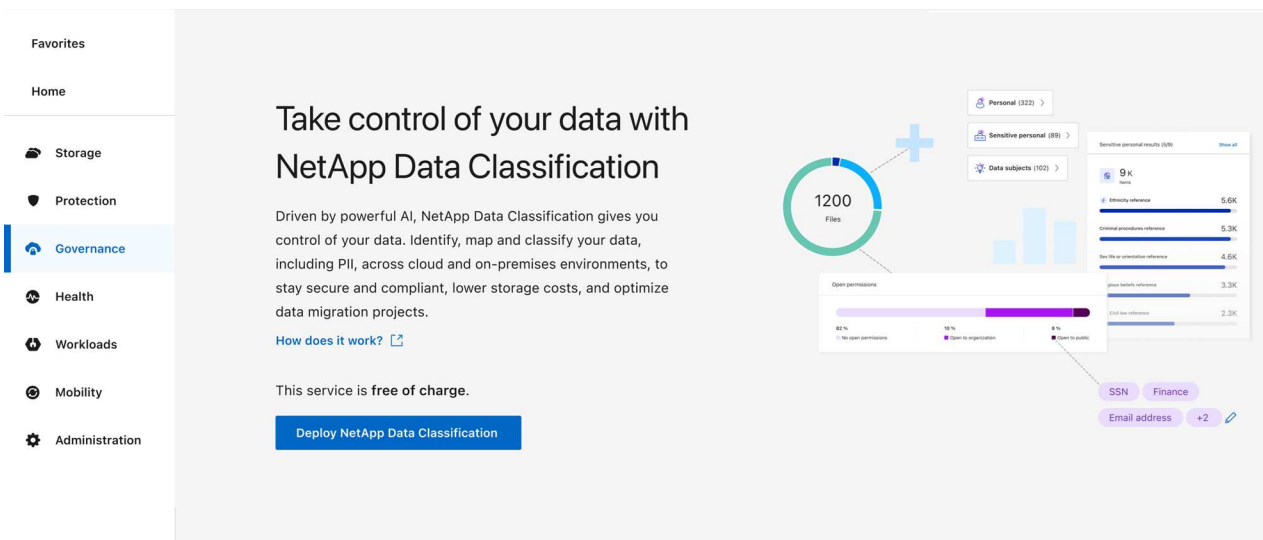 Favorites
Home
Storage
Protection
Governance
Health
Workloads
Mobility
Administration
Take control of your data with
NetApp Data Classification
Driven by powerful AI, NetApp Data Classification gives you
control of your data. Identify, map and classify your data,
including PII, across cloud and on-premises environments, to
stay secure and compliant, lower storage costs, and optimize
data migration projects.
How does it work?
This service is free of charge.
Deploy NetApp Data Classification
1200
Files
Personal (322)
Sensitive personal (89)
Data subjects (102)
Sensitive personal results (5/9) Show all
9 K
Items
Ethnicity reference 5.6K
Criminal procedures reference 5.3K
Sex life or orientation reference 4.6K
beliefs reference 3.3K
Civil law reference 2.3K
Open permissions
82 % 10 % 8 %
No open permissions Open to organization Open to public
SSN Finance
Email address +2